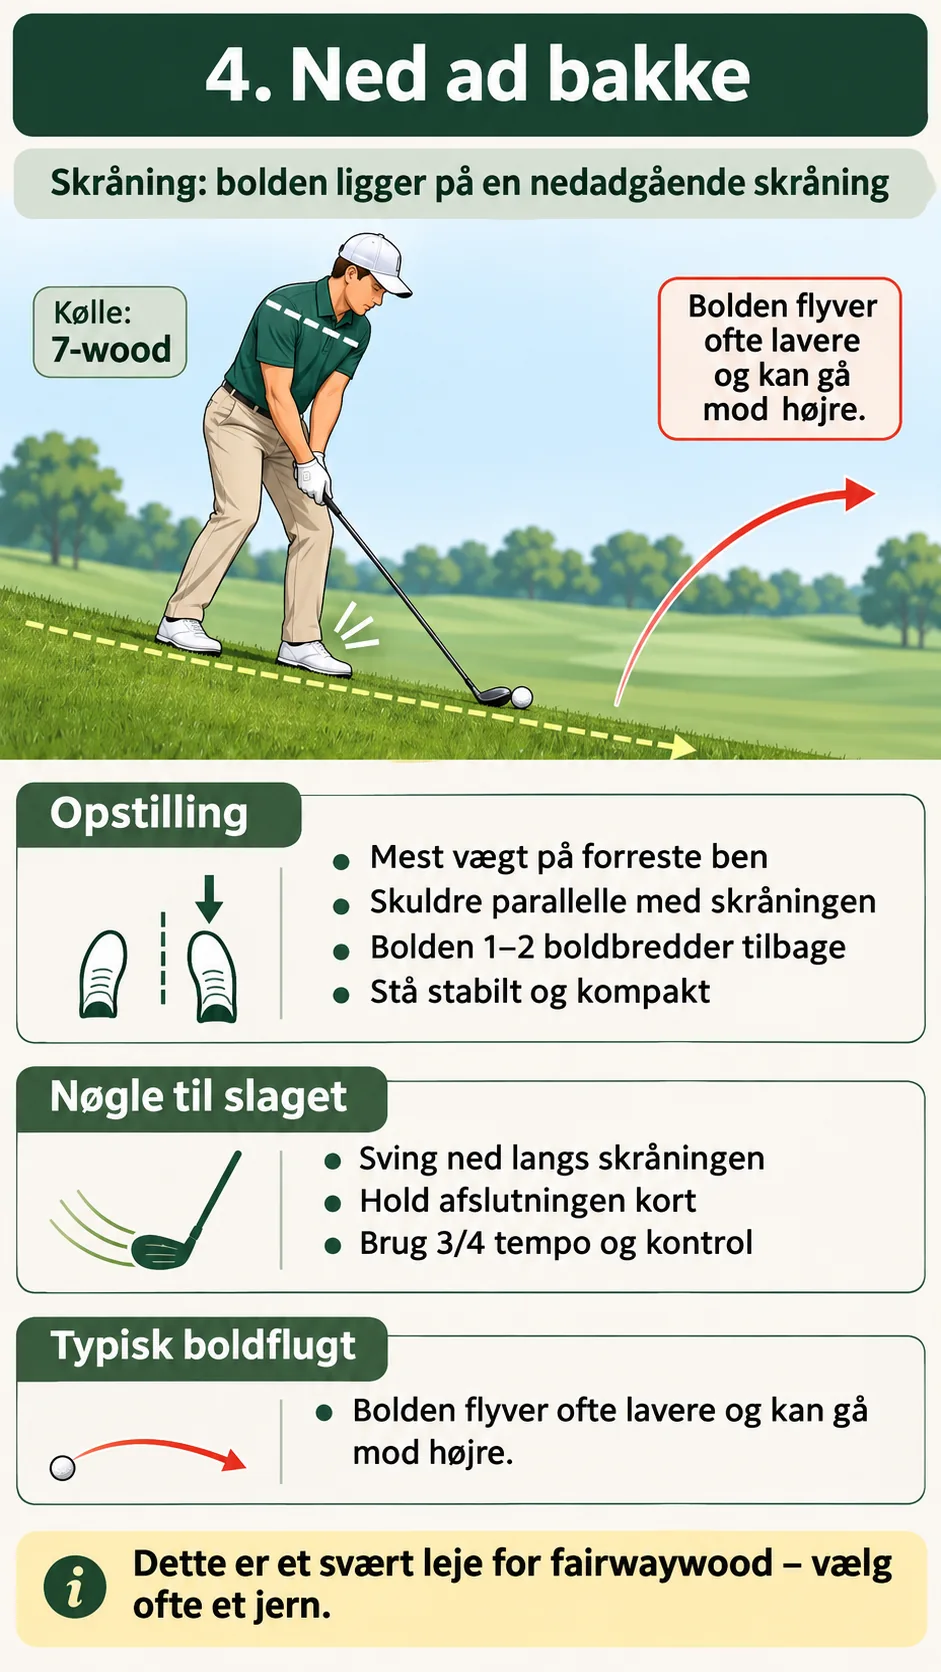 4. Ned ad bakke
Skråning: bolden ligger på en nedadgående skråning
Kølle:
7-wood
Bolden flyver
ofte lavere
og kan gå
mod højre.
Opstilling
Mest vægt på forreste ben
Skuldre parallelle med skråningen
Bolden 1–2 boldbredder tilbage
Stå stabilt og kompakt
Nøgle til slaget
Sving ned langs skråningen
Hold afslutningen kort
Brug 3/4 tempo og kontrol
Typisk boldflugt
Bolden flyver ofte lavere og kan gå
mod højre.
i
Dette er et svært leje for fairwaywood – vælg
ofte et jern.